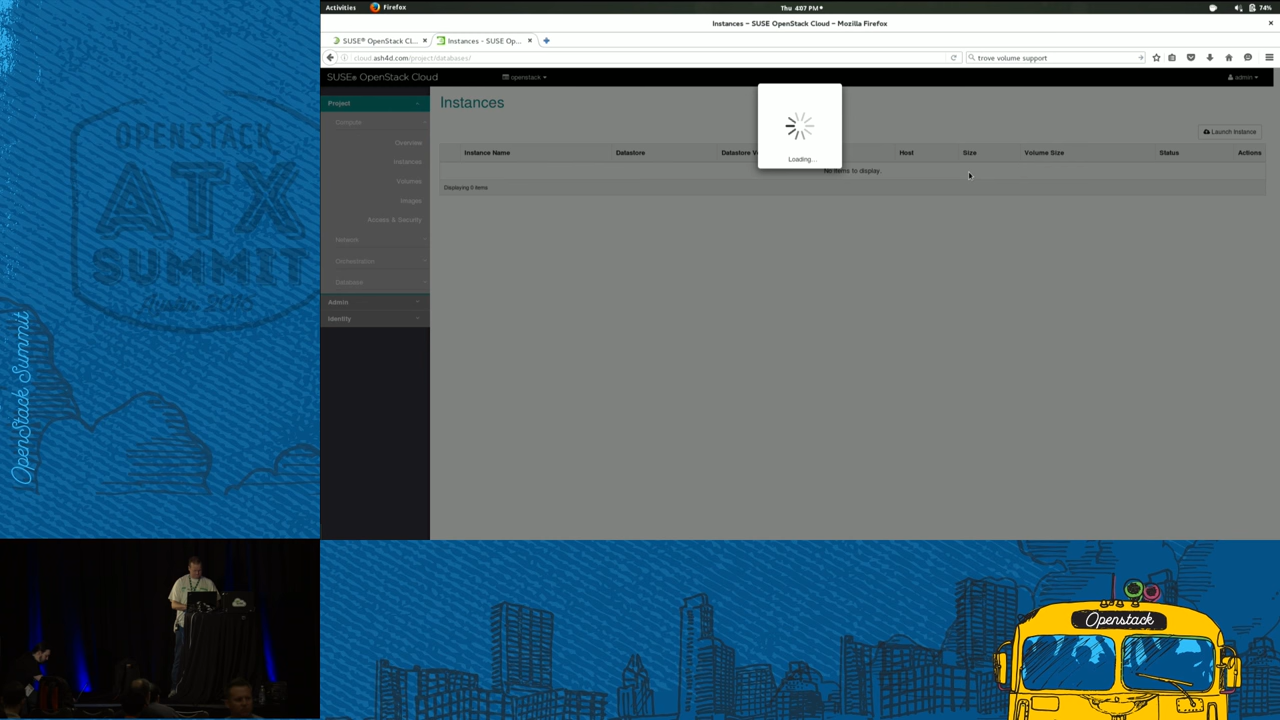 OPENSTACK
ATX
SUMMIT
Austin 2016
OpenStack Summit
Activities
Firefox
Thu 4:07 PM
74%
Instances - SUSE OpenStack Cloud - Mozilla Firefox
SUSE® OpenStack Cl...
Instances - SUSE Op...
cloud.ash4d.com/project/databases/
trove volume support
SUSE® OpenStack Cloud
openstack
admin
Project
Compute
Overview
Instances
Volumes
Images
Access & Security
Network
Orchestration
Database
Admin
Identity
Instances
Launch Instance
Instance Name
Datastore
Datastore V
Host
Size
Volume Size
Status
Actions
No items to display.
Displaying 0 items
Loading...
Openstack